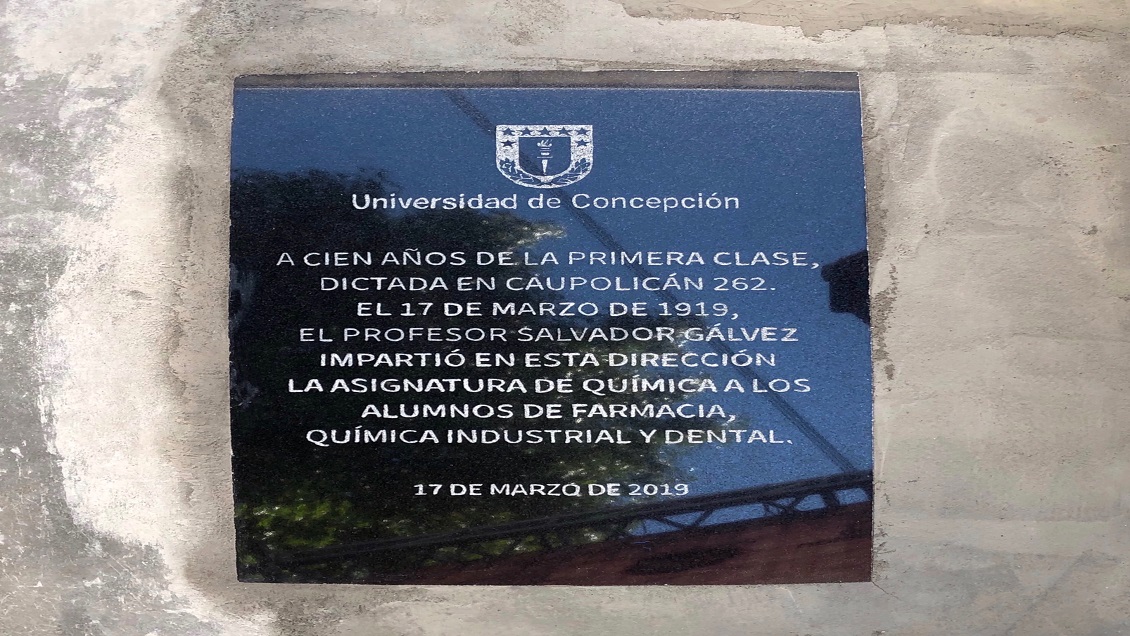 Universidad de Concepción
A CIEN AÑOS DE LA PRIMERA CLASE,
DICTADA EN CAUPOLICÁN 262.
EL 17 DE MARZO DE 1919,
EL PROFESOR SALVADOR GÁLVEZ
IMPARTIÓ EN ESTA DIRECCIÓN
LA ASIGNATURA DE QUÍMICA A LOS
ALUMNOS DE FARMACIA,
QUÍMICA INDUSTRIAL Y DENTAL.
17 DE MARZO DE 2019